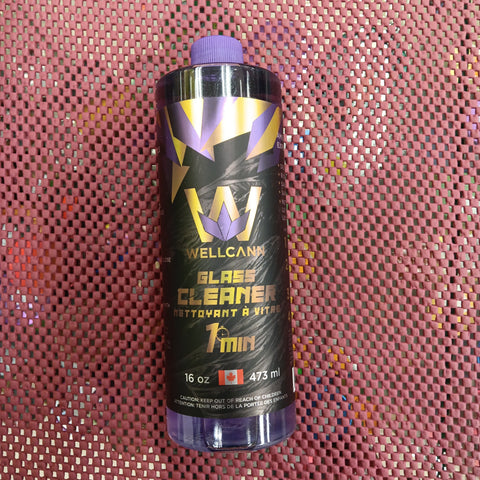 WELLCANN
GLASS
CLEANER
NETTOYANT À VITRE
1 MIN
16 oz 473 ml
CAUTION: KEEP OUT OF REACH OF CHILDREN
ATTENTION: TENIR HORS DE LA PORTÉE DES ENFANTS